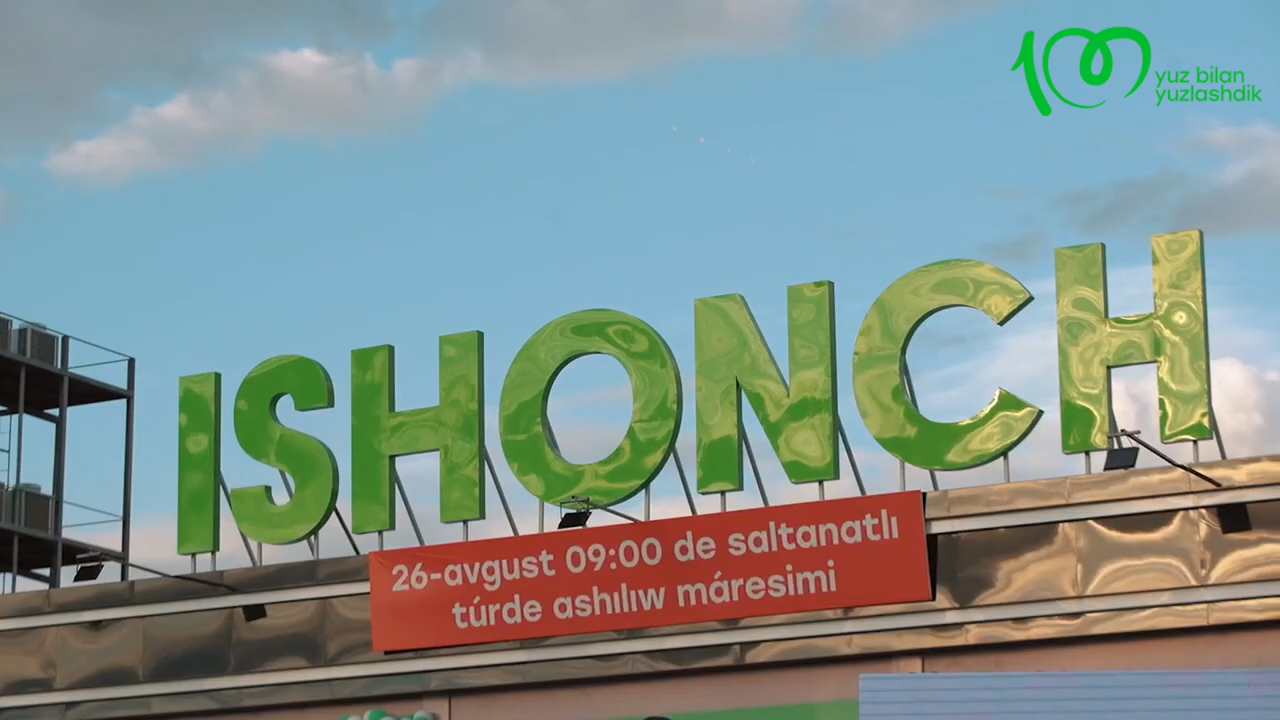 100 yuz bilan
yuzlashdik
ISHONCH
26-avgust 09:00 de saltanatlı
túrde ashılıw máresimi